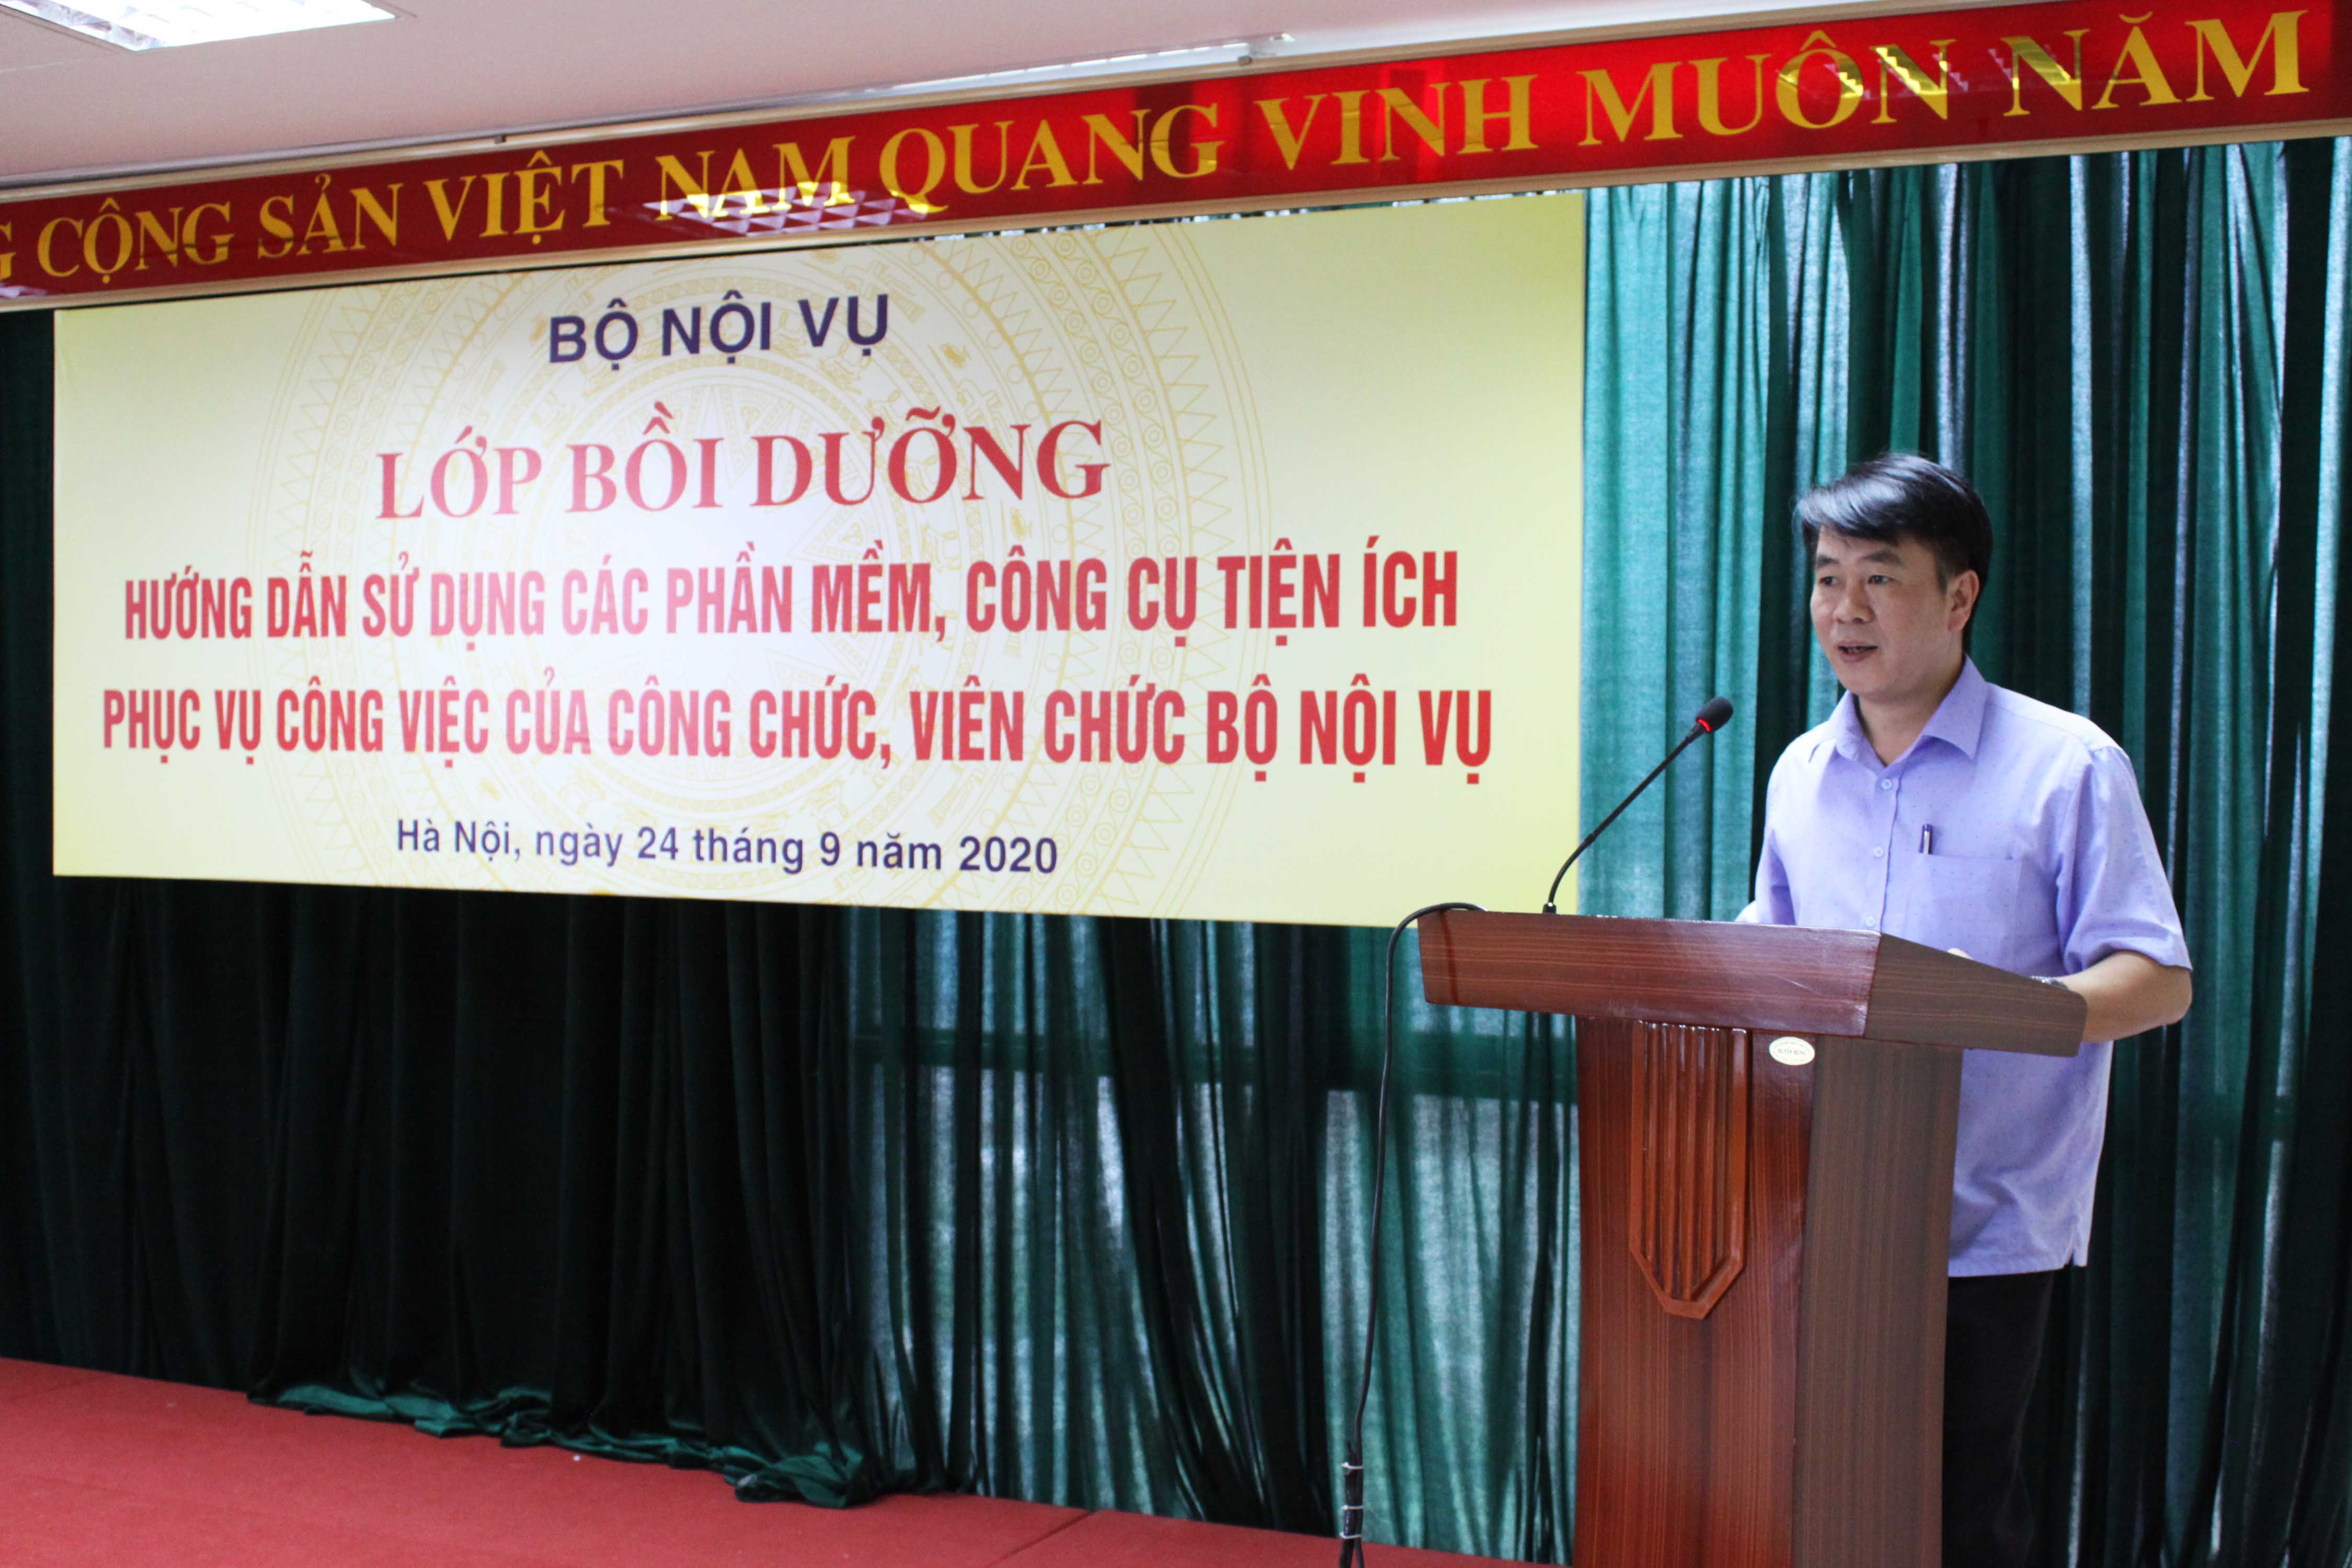 CỘNG SẢN VIỆT NAM QUANG VINH MUÔN NĂM
BỘ NỘI VỤ
LỚP BỒI DƯỠNG
HƯỚNG DẪN SỬ DỤNG CÁC PHẦN MỀM, CÔNG CỤ TIỆN ÍCH
PHỤC VỤ CÔNG VIỆC CỦA CÔNG CHỨC, VIÊN CHỨC BỘ NỘI VỤ
Hà Nội, ngày 24 tháng 9 năm 2020